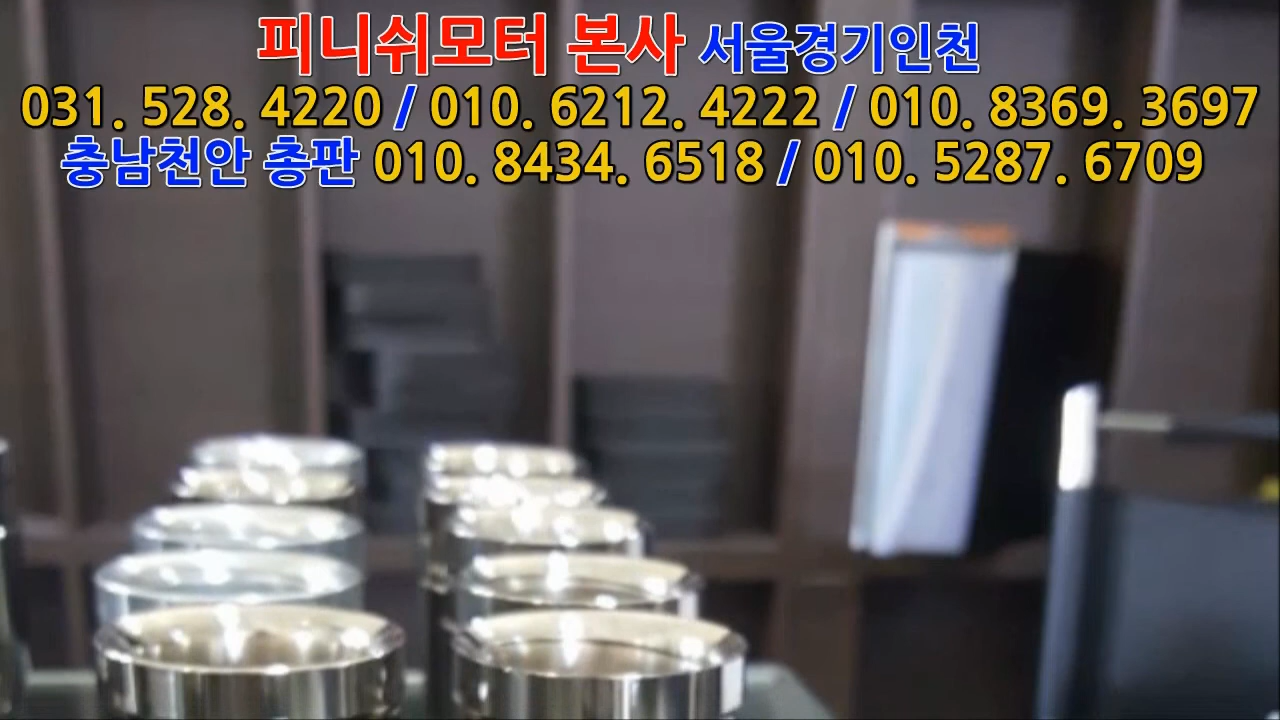 피니쉬모터 본사 서울경기인천
031. 528. 4220 / 010. 6212. 4222 / 010. 8369. 3697
충남천안 총판 010. 8434. 6518 / 010. 5287. 6709